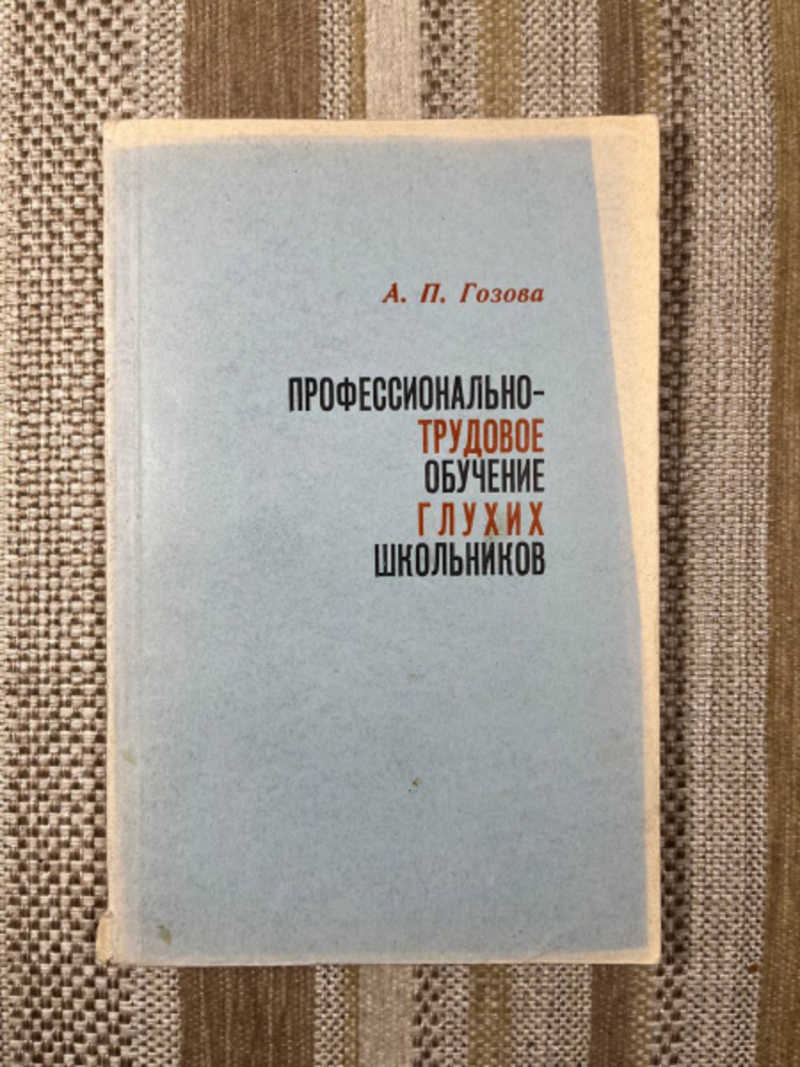 А. П. Гозова
ПРОФЕССИОНАЛЬНО-
ТРУДОВОЕ
ОБУЧЕНИЕ
ГЛУХИХ
ШКОЛЬНИКОВ